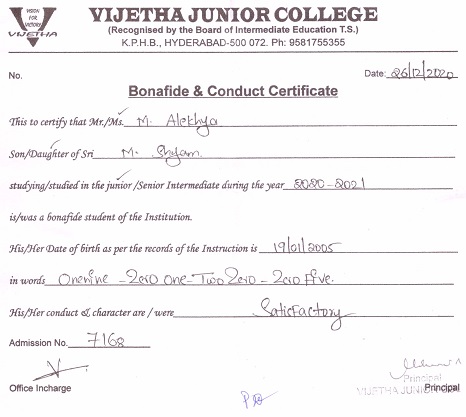 VISION
FOR
VICTORY
VIJETHA
VIJETHA JUNIOR COLLEGE
(Recognised by the Board of Intermediate Education T.S.)
K.P.H.B., HYDERABAD-500 072. Ph: 9581755355
No. Date: 26/12/2020
Bonafide & Conduct Certificate
This to certify that Mr./Ms. M. Alekhya
Son/Daughter of Sri M. Shyam.
studying/studied in the junior /Senior Intermediate during the year 2020-2021
is/was a bonafide student of the Institution.
His/Her Date of birth as per the records of the Instruction is 19/01/2005
in words Onenine - Zero one - Two Zero - Zero five.
His/Her conduct & character are / were Saticfactory
Admission No. 7168
Office Incharge
Principal
VIJETHA JUNIOR Principal